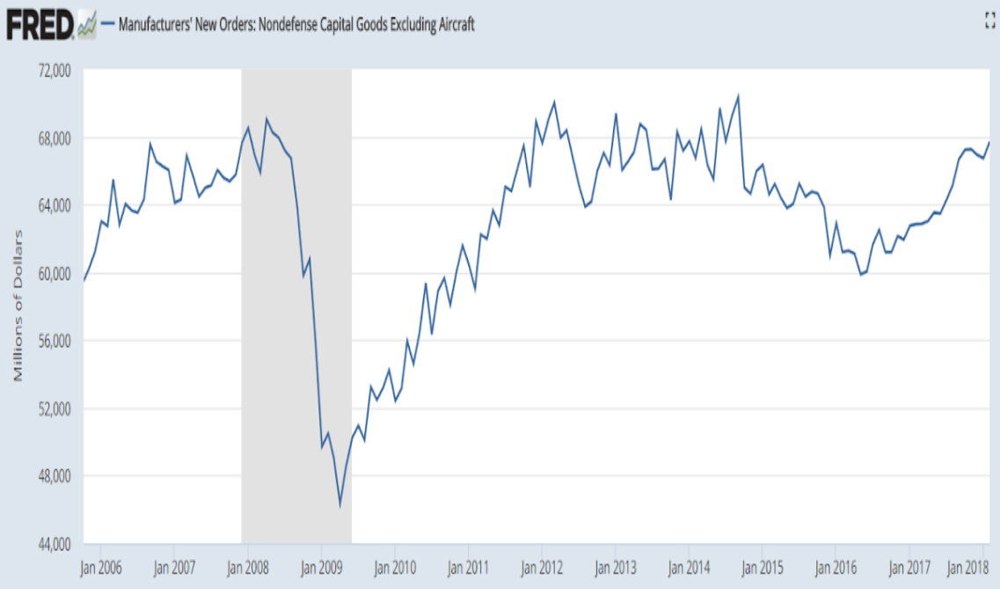 FRED
Manufacturers' New Orders: Nondefense Capital Goods Excluding Aircraft
72,000
68,000
64,000
60,000
56,000
52,000
48,000
44,000
Millions of Dollars
Jan 2006 Jan 2007 Jan 2008 Jan 2009 Jan 2010 Jan 2011 Jan 2012 Jan 2013 Jan 2014 Jan 2015 Jan 2016 Jan 2017 Jan 2018